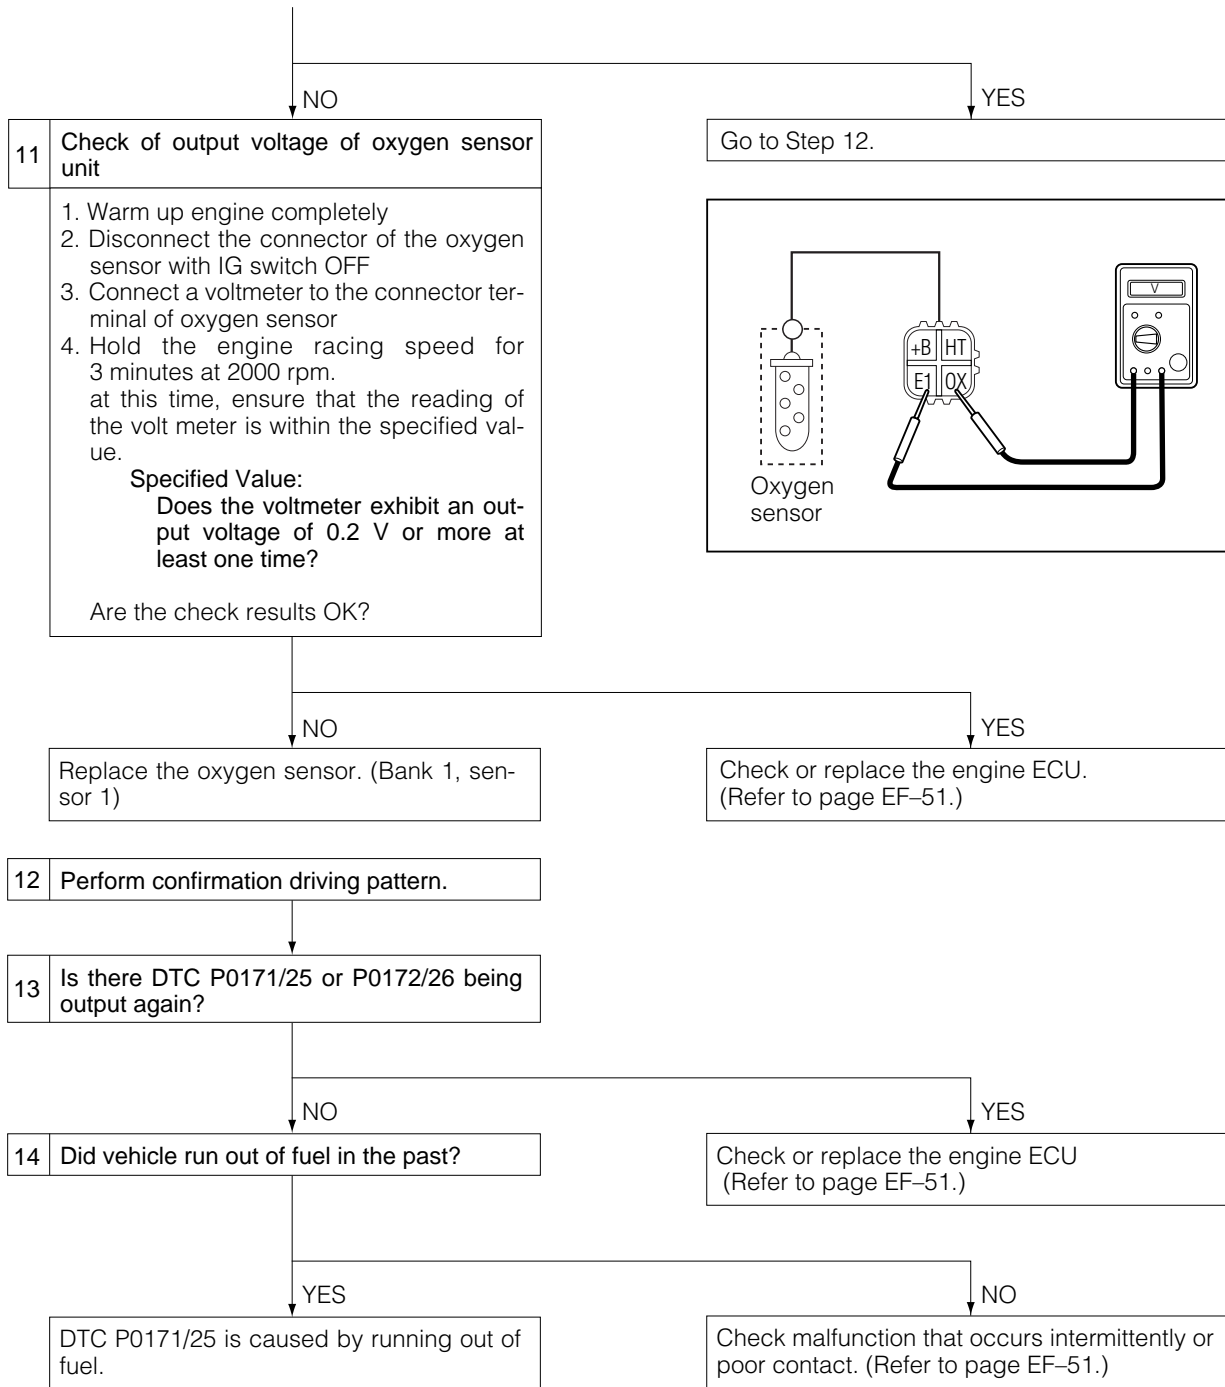 NO
YES
11
Check of output voltage of oxygen sensor
unit
Go to Step 12.
1. Warm up engine completely
2. Disconnect the connector of the oxygen
sensor with IG switch OFF
3. Connect a voltmeter to the connector ter-
minal of oxygen sensor
4. Hold the engine racing speed for
3 minutes at 2000 rpm.
at this time, ensure that the reading of
the volt meter is within the specified val-
ue.
Specified Value:
Does the voltmeter exhibit an out-
put voltage of 0.2 V or more at
least one time?
Are the check results OK?
V
+B HT
E1 OX
Oxygen
sensor
NO
YES
Replace the oxygen sensor. (Bank 1, sen-
sor 1)
Check or replace the engine ECU.
(Refer to page EF–51.)
12 Perform confirmation driving pattern.
13
Is there DTC P0171/25 or P0172/26 being
output again?
NO
YES
14 Did vehicle run out of fuel in the past?
Check or replace the engine ECU
(Refer to page EF–51.)
YES
NO
DTC P0171/25 is caused by running out of
fuel.
Check malfunction that occurs intermittently or
poor contact. (Refer to page EF–51.)